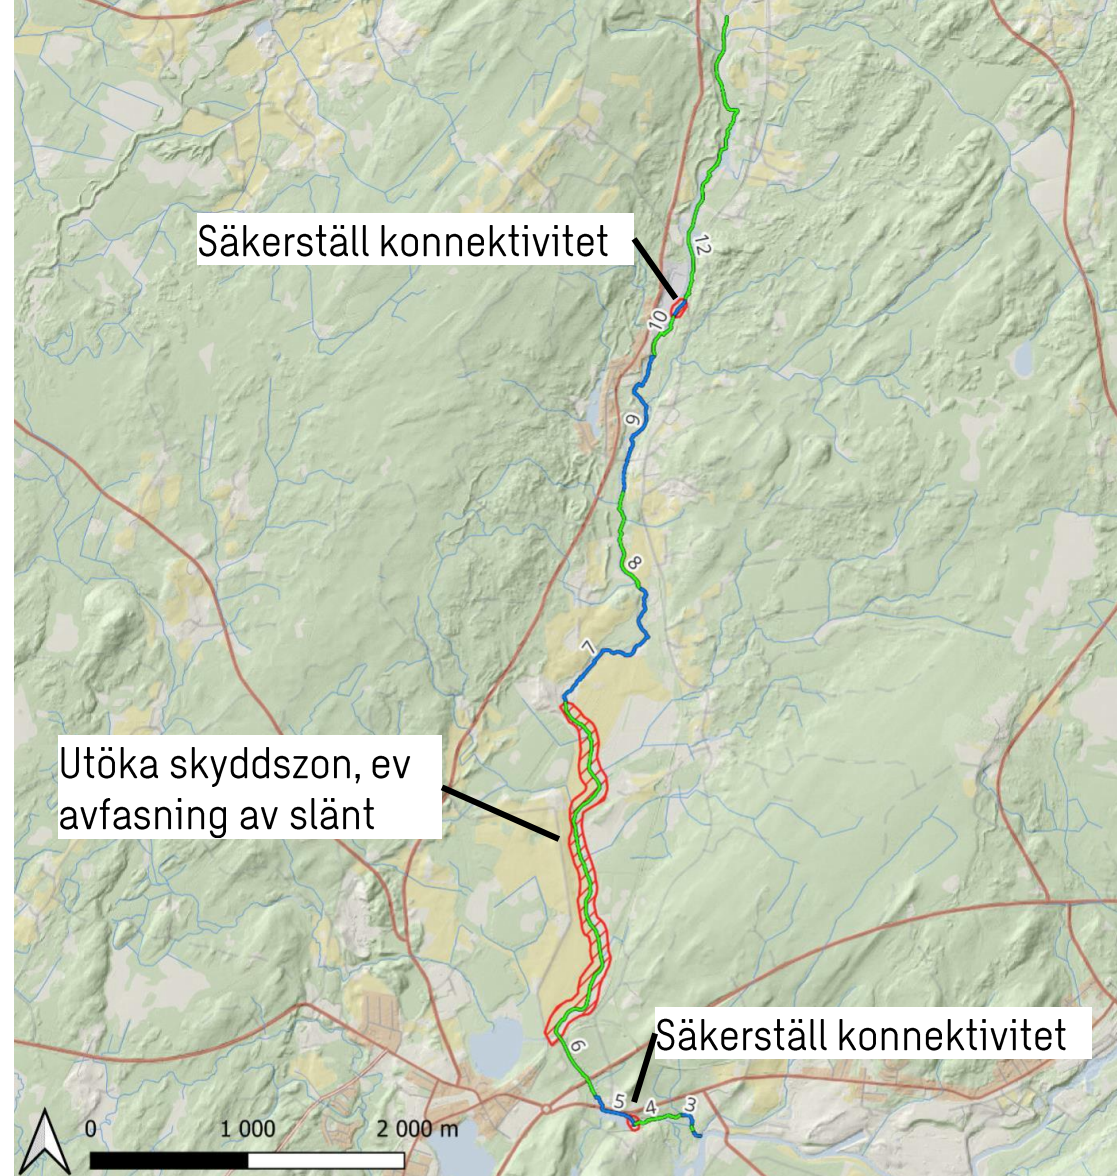 12
Säkerställ konnektivitet
10
9
8
7
Utöka skyddszon, ev
avfasning av slänt
Säkerställ konnektivitet
6
5 4 3
0 1 000 2 000 m